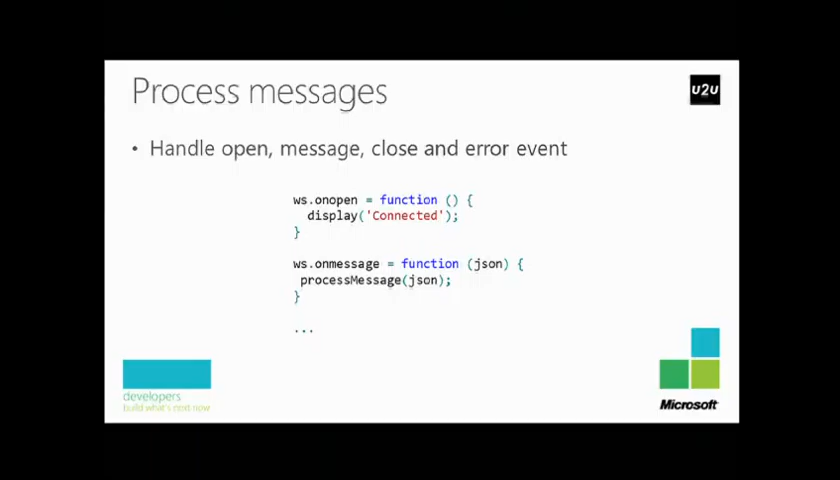 Process messages
u2u
• Handle open, message, close and error event
ws.onopen = function () {
display('Connected');
}
ws.onmessage = function (json) {
processMessage(json);
}
...
developers
build what's next now
Microsoft